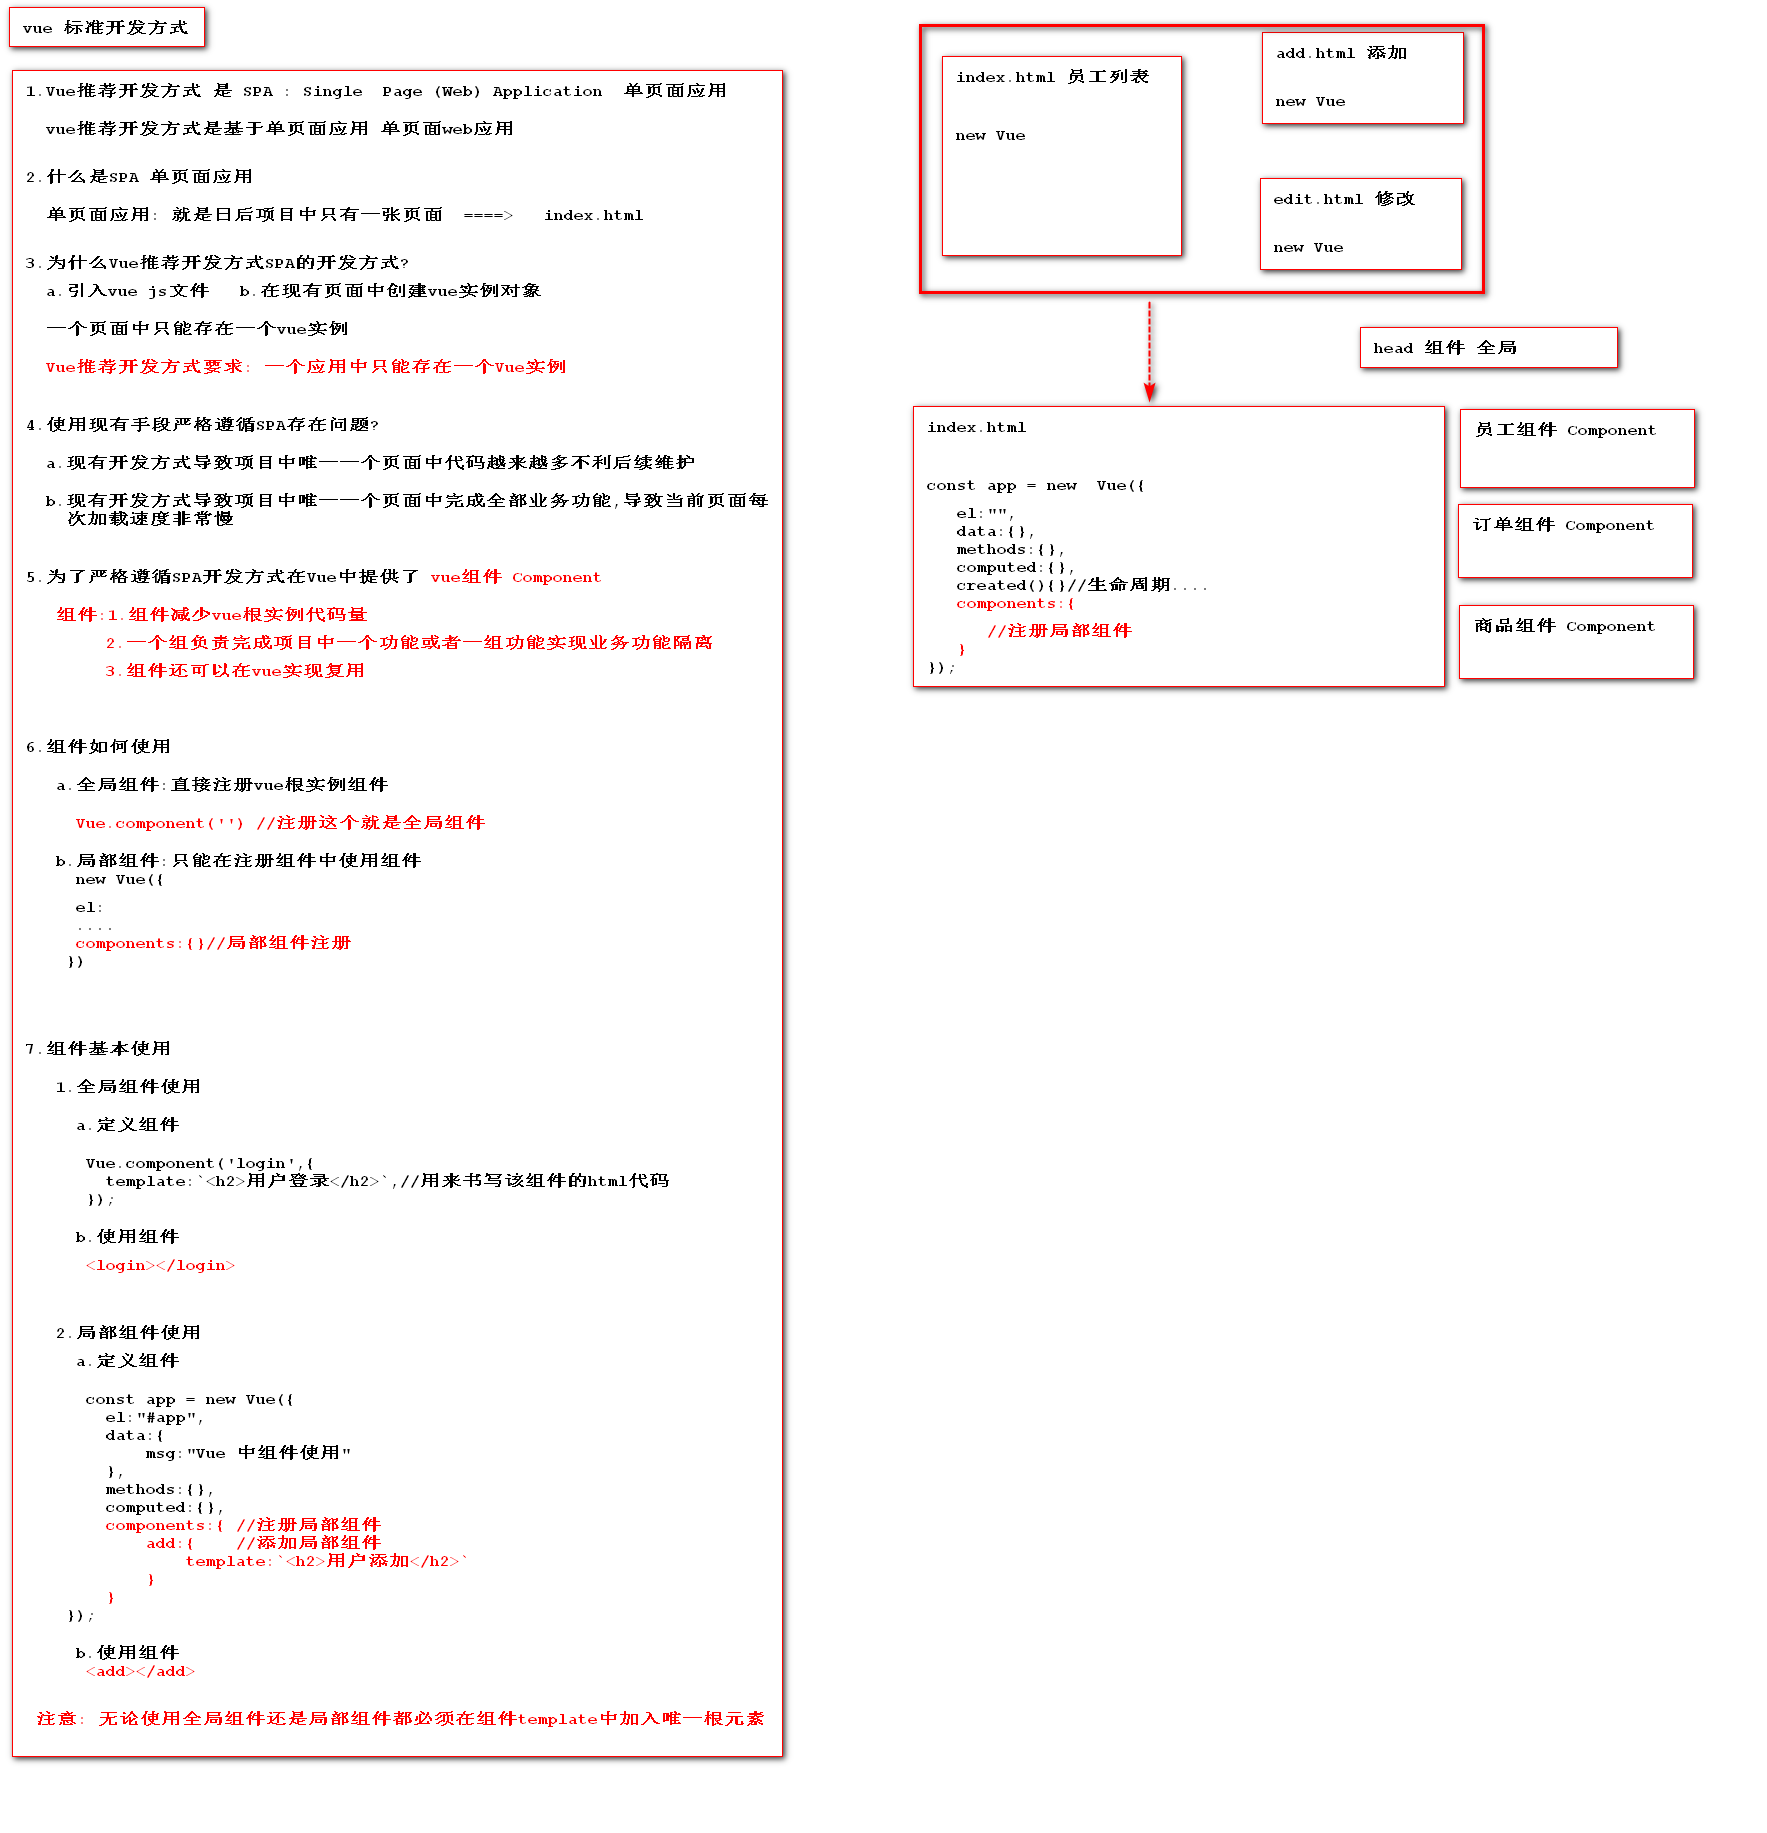 vue 标准开发方式
1.Vue推荐开发方式 是 SPA : Single  Page (Web) Application  单页面应用
vue推荐开发方式是基于单页面应用 单页面web应用
2.什么是SPA 单页面应用
单页面应用: 就是日后项目中只有一张页面  ====>   index.html
3.为什么Vue推荐开发方式SPA的开发方式?
a.引入vue js文件   b.在现有页面中创建vue实例对象
一个页面中只能存在一个vue实例
Vue推荐开发方式要求: 一个应用中只能存在一个Vue实例
4.使用现有手段严格遵循SPA存在问题?
a.现有开发方式导致项目中唯一一个页面中代码越来越多不利后续维护
b.现有开发方式导致项目中唯一一个页面中完成全部业务功能,导致当前页面每
次加载速度非常慢
5.为了严格遵循SPA开发方式在Vue中提供了 vue组件 Component
组件:1.组件减少vue根实例代码量
2.一个组负责完成项目中一个功能或者一组功能实现业务功能隔离
3.组件还可以在vue实现复用
6.组件如何使用
a.全局组件:直接注册vue根实例组件
Vue.component('') //注册这个就是全局组件
b.局部组件:只能在注册组件中使用组件
new Vue({
el:
....
components:{}//局部组件注册
})
7.组件基本使用
1.全局组件使用
a.定义组件
Vue.component('login',{
template:`<h2>用户登录</h2>`,//用来书写该组件的html代码
});
b.使用组件
<login></login>
2.局部组件使用
a.定义组件
const app = new Vue({
el:"#app",
data:{
msg:"Vue 中组件使用"
},
methods:{},
computed:{},
components:{ //注册局部组件
add:{    //添加局部组件
template:`<h2>用户添加</h2>`
}
}
});
b.使用组件
<add></add>
注意: 无论使用全局组件还是局部组件都必须在组件template中加入唯一根元素
index.html 员工列表
new Vue
add.html 添加
new Vue
edit.html 修改
new Vue
head 组件 全局
index.html
const app = new  Vue({
el:"",
data:{},
methods:{},
computed:{},
created(){}//生命周期....
components:{
//注册局部组件
}
});
员工组件 Component
订单组件 Component
商品组件 Component